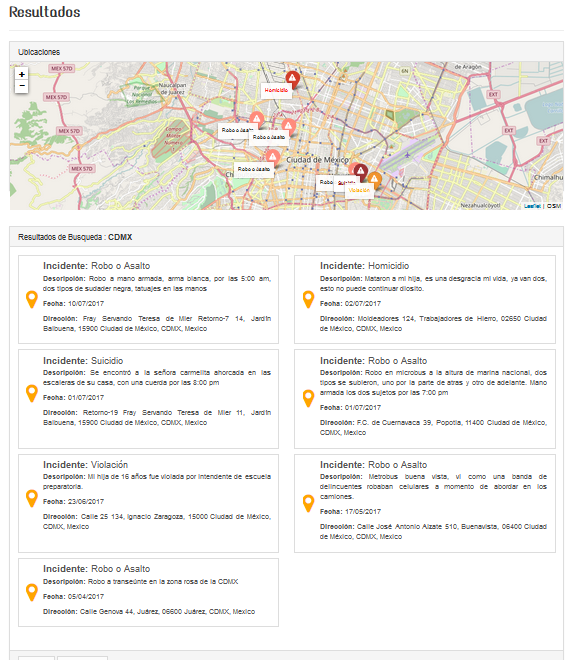 Resultados
Ubicaciones
+
−
MEX 57D
MEX 57D
Naucalpan
de Juárez
6N
de Aragón
EXT
EXT
EXT
MEX 57D
MEX 57D
Homicidio
Robo o Asalto
Robo o Asalto
Robo o Asalto
Ciudad de México
Robo
Suicidio
Violación
Chimalhu
Nezahualcóyotl
Leaflet | OSM
Resultados de Busqueda : CDMX
Incidente: Robo o Asalto
Descripción: Robo a mano armada, arma blanca, por las 5:00 am,
dos tipos de sudader negra, tatuajes en las manos
Fecha: 10/07/2017
Dirección: Fray Servando Teresa de Mier Retorno-7 14, Jardín
Balbuena, 15900 Ciudad de México, CDMX, Mexico
Incidente: Homicidio
Descripción: Mataron a mi hija, es una desgracia mi vida, ya van dos,
esto no puede continuar diosito.
Fecha: 02/07/2017
Dirección: Moldeadores 124, Trabajadores de Hierro, 02650 Ciudad
de México, CDMX, Mexico
Incidente: Suicidio
Descripción: Se encontró a la señora carmelita ahorcada en las
escaleras de su casa, con una cuerda por las 8:00 pm
Fecha: 01/07/2017
Dirección: Retorno-19 Fray Servando Teresa de Mier 11, Jardín
Balbuena, 15900 Ciudad de México, CDMX, Mexico
Incidente: Robo o Asalto
Descripción: Robo en microbus a la altura de marina nacional, dos
tipos se subieron, uno por la parte de atras y otro de adelante. Mano
armada los dos sujetos por las 7:00 pm
Fecha: 01/07/2017
Dirección: F.C. de Cuernavaca 39, Popotla, 11400 Ciudad de México,
CDMX, Mexico
Incidente: Violación
Descripción: Mi hija de 16 años fue violada por intendente de escuela
preparatoria.
Fecha: 23/06/2017
Dirección: Calle 25 134, Ignacio Zaragoza, 15000 Ciudad de México,
CDMX, Mexico
Incidente: Robo o Asalto
Descripción: Metrobus buena vista, vi como una banda de
delincuentes robaban celulares a momento de abordar en los
camiones.
Fecha: 17/05/2017
Dirección: Calle José Antonio Alzate 510, Buenavista, 06400 Ciudad
de México, CDMX, Mexico
Incidente: Robo o Asalto
Descripción: Robo a transeúnte en la zona rosa de la CDMX
Fecha: 05/04/2017
Dirección: Calle Genova 44, Juárez, 06600 Juárez, CDMX, Mexico